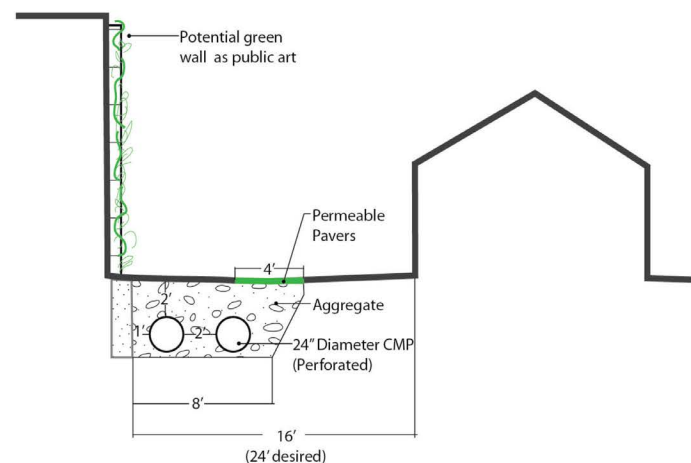 Potential green
wall as public art
Permeable
Pavers
4’
2’
Aggregate
1’
2’
24” Diameter CMP
(Perforated)
8’
16’
(24’ desired)